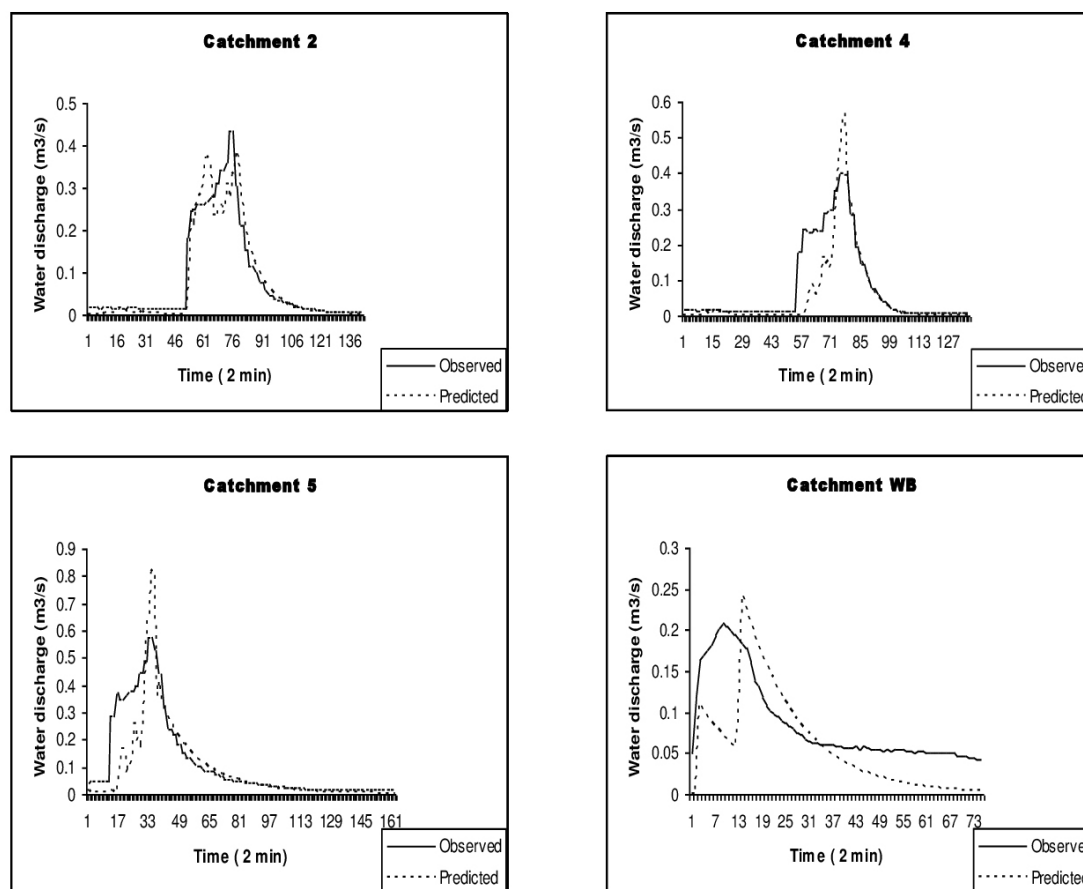 Catchment 2
Water discharge (m3/s)
0.5
0.4
0.3
0.2
0.1
0
1 16 31 46 61 76 91 106 121 136
Time ( 2 min)
Observed
Predicted
Catchment 4
Water discharge (m3/s)
0.6
0.5
0.4
0.3
0.2
0.1
0
1 15 29 43 57 71 85 99 113 127
Time ( 2 min)
Observe
Predicted
Catchment 5
Water discharge (m3/s)
0.9
0.8
0.7
0.6
0.5
0.4
0.3
0.2
0.1
0
1 17 33 49 65 81 97 113 129 145 161
Time ( 2 min)
Observed
Predicted
Catchment WB
Water discharge (m3/s)
0.3
0.25
0.2
0.15
0.1
0.05
0
1 7 13 19 25 31 37 43 49 55 61 67 73
Time ( 2 min)
Observe
Predicted